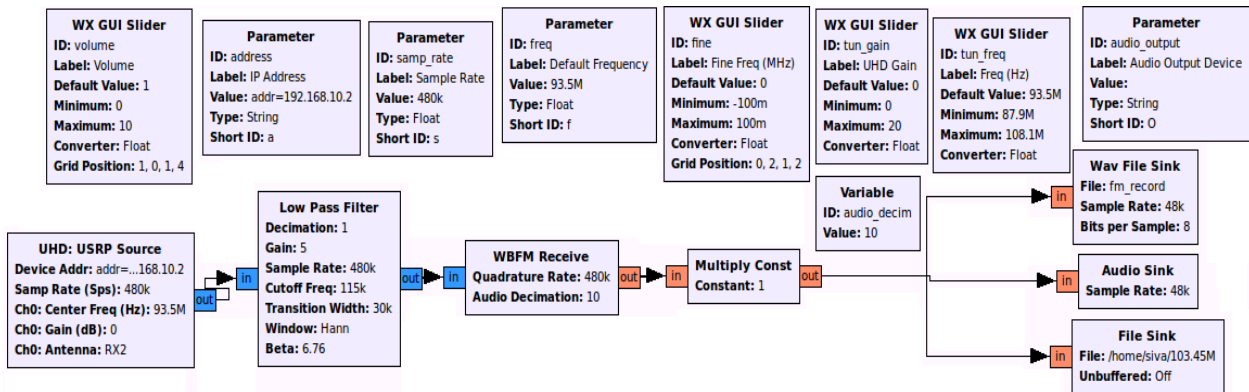 WX GUI Slider
ID: volume
Label: Volume
Default Value: 1
Minimum: 0
Maximum: 10
Converter: Float
Grid Position: 1, 0, 1, 4
Parameter
ID: address
Label: IP Address
Value: addr=192.168.10.2
Type: String
Short ID: a
Parameter
ID: samp_rate
Label: Sample Rate
Value: 480k
Type: Float
Short ID: s
Parameter
ID: freq
Label: Default Frequency
Value: 93.5M
Type: Float
Short ID: f
WX GUI Slider
ID: fine
Label: Fine Freq (MHz)
Default Value: 0
Minimum: -100m
Maximum: 100m
Converter: Float
Grid Position: 0, 2, 1, 2
WX GUI Slider
ID: tun_gain
Label: UHD Gain
Default Value: 0
Minimum: 0
Maximum: 20
Converter: Float
WX GUI Slider
ID: tun_freq
Label: Freq (Hz)
Default Value: 93.5M
Minimum: 87.9M
Maximum: 108.1M
Converter: Float
Parameter
ID: audio_output
Label: Audio Output Device
Value:
Type: String
Short ID: O
Variable
ID: audio_decim
Value: 10
UHD: USRP Source
Device Addr: addr=...168.10.2
Samp Rate (Sps): 480k
Ch0: Center Freq (Hz): 93.5M
Ch0: Gain (dB): 0
Ch0: Antenna: RX2
out
in
Low Pass Filter
Decimation: 1
Gain: 5
Sample Rate: 480k
Cutoff Freq: 115k
Transition Width: 30k
Window: Hann
Beta: 6.76
out
in
WBFM Receive
Quadrature Rate: 480k
Audio Decimation: 10
out
in
Multiply Const
Constant: 1
out
in
Wav File Sink
File: fm_record
Sample Rate: 48k
Bits per Sample: 8
in
Audio Sink
Sample Rate: 48k
in
File Sink
File: /home/siva/103.45M
Unbuffered: Off